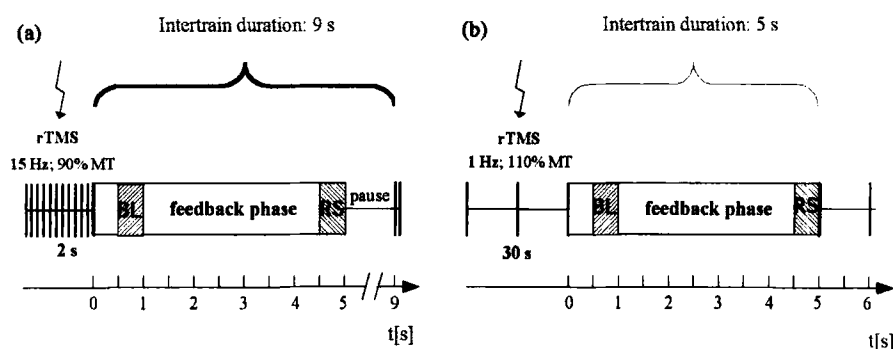 (a)
Intertrain duration: 9 s
rTMS
15 Hz; 90% MT
BL
feedback phase
RS
pause
2 s
0 1 2 3 4 5 9
t[s]
(b)
Intertrain duration: 5 s
rTMS
1 Hz; 110% MT
BL
feedback phase
RS
30 s
0 1 2 3 4 5 6
t[s]